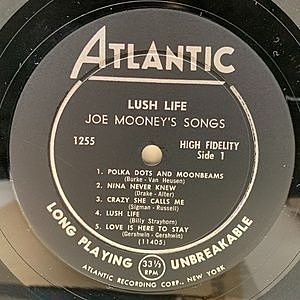 ATLANTIC
LUSH LIFE
JOE MOONEY'S SONGS
1255
HIGH FIDELITY
Side 1
1. POLKA DOTS AND MOONBEAMS
(Burke - Van Heusen)
2. NINA NEVER KNEW
(Drake - Alter)
3. CRAZY SHE CALLS ME
(Sigman - Russell)
4. LUSH LIFE
(Billy Strayhorn)
5. LOVE IS HERE TO STAY
(Gershwin - Gershwin)
(11405)
LONG PLAYING
33⅓
RPM
UNBREAKABLE
ATLANTIC RECORDING CORP., NEW YORK